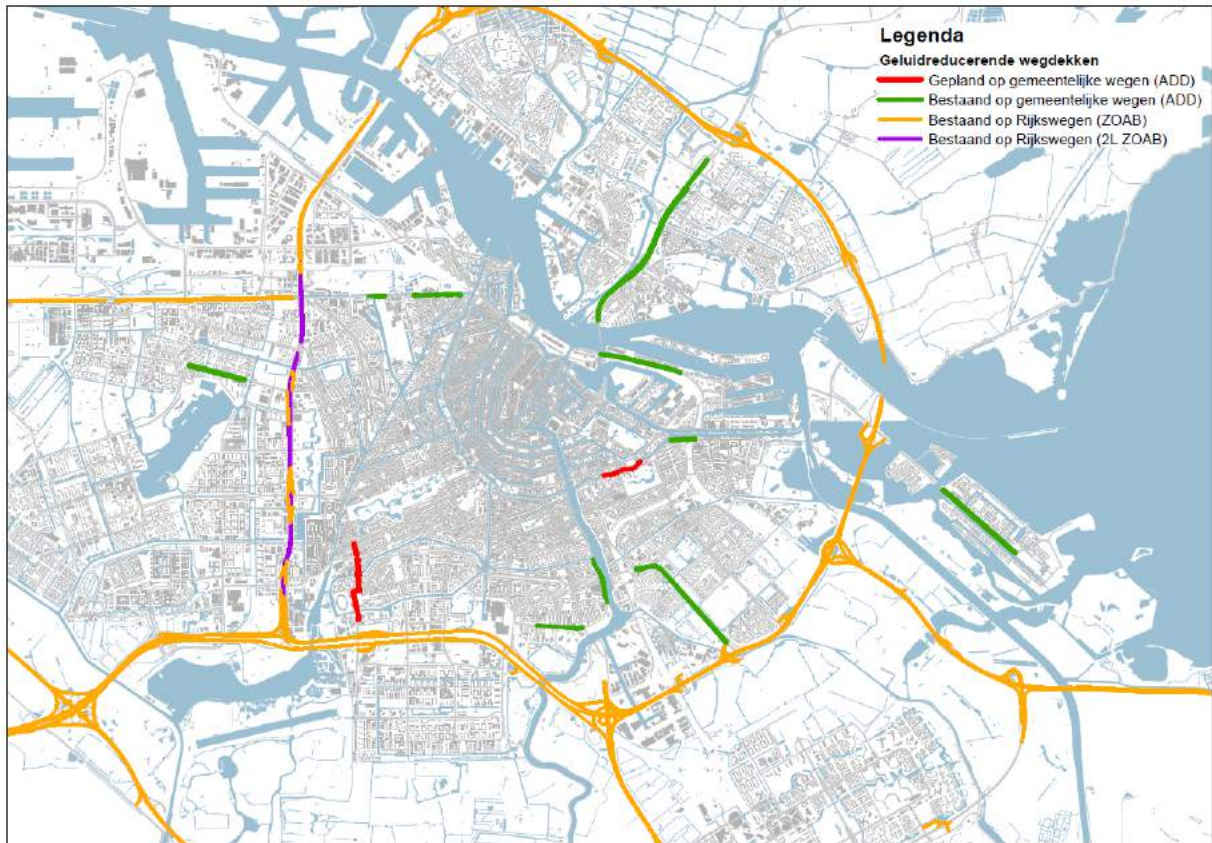 Legenda
Geluidreducerende wegdekken
Gepland op gemeentelijke wegen (ADD)
Bestaand op gemeentelijke wegen (ADD)
Bestaand op Rijkswegen (ZOAB)
Bestaand op Rijkswegen (2L ZOAB)